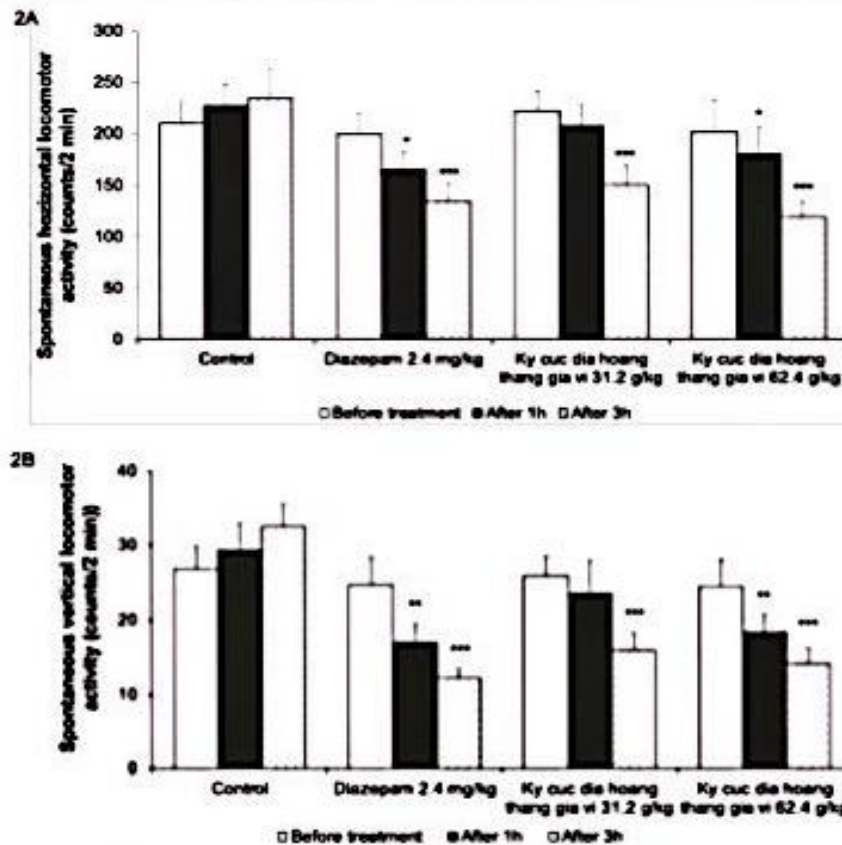 2A
Spontaneous hozizontal locomotor
activity (counts/2 min)
300
250
200
150
100
50
0
* *** *** * ***
Control
Diazepam 2.4 mg/kg
Ky cuc dia hoang
thang gia vi 31.2 g/kg
Ky cuc dia hoang
thang gia vi 62.4 g/kg
Before treatment After 1h After 3h
2B
Spontaneous vertical locomotor
activity (counts/2 min))
40
30
20
10
0
** *** *** ** ***
Control
Diazepam 2.4 mg/kg
Ky cuc dia hoang
thang gia vi 31.2 g/kg
Ky cuc dia hoang
thang gia vi 62.4 g/kg
Before treatment After 1h After 3h